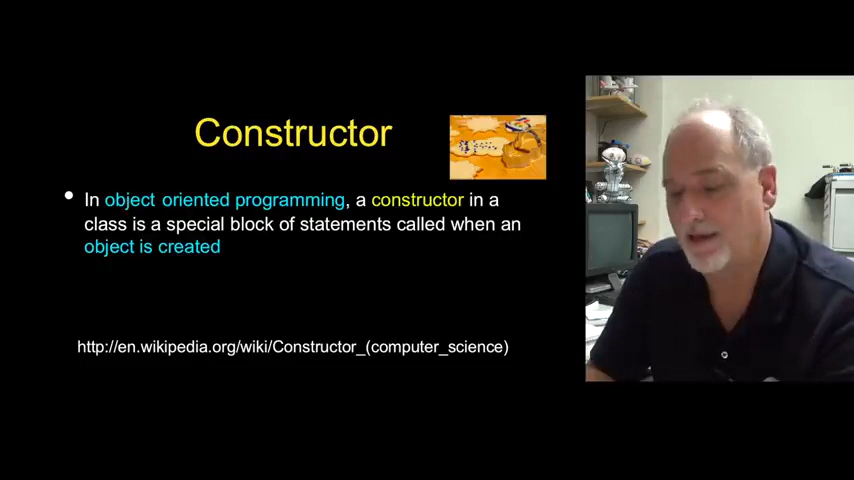 Constructor
• In object oriented programming, a constructor in a
class is a special block of statements called when an
object is created
http://en.wikipedia.org/wiki/Constructor_(computer_science)